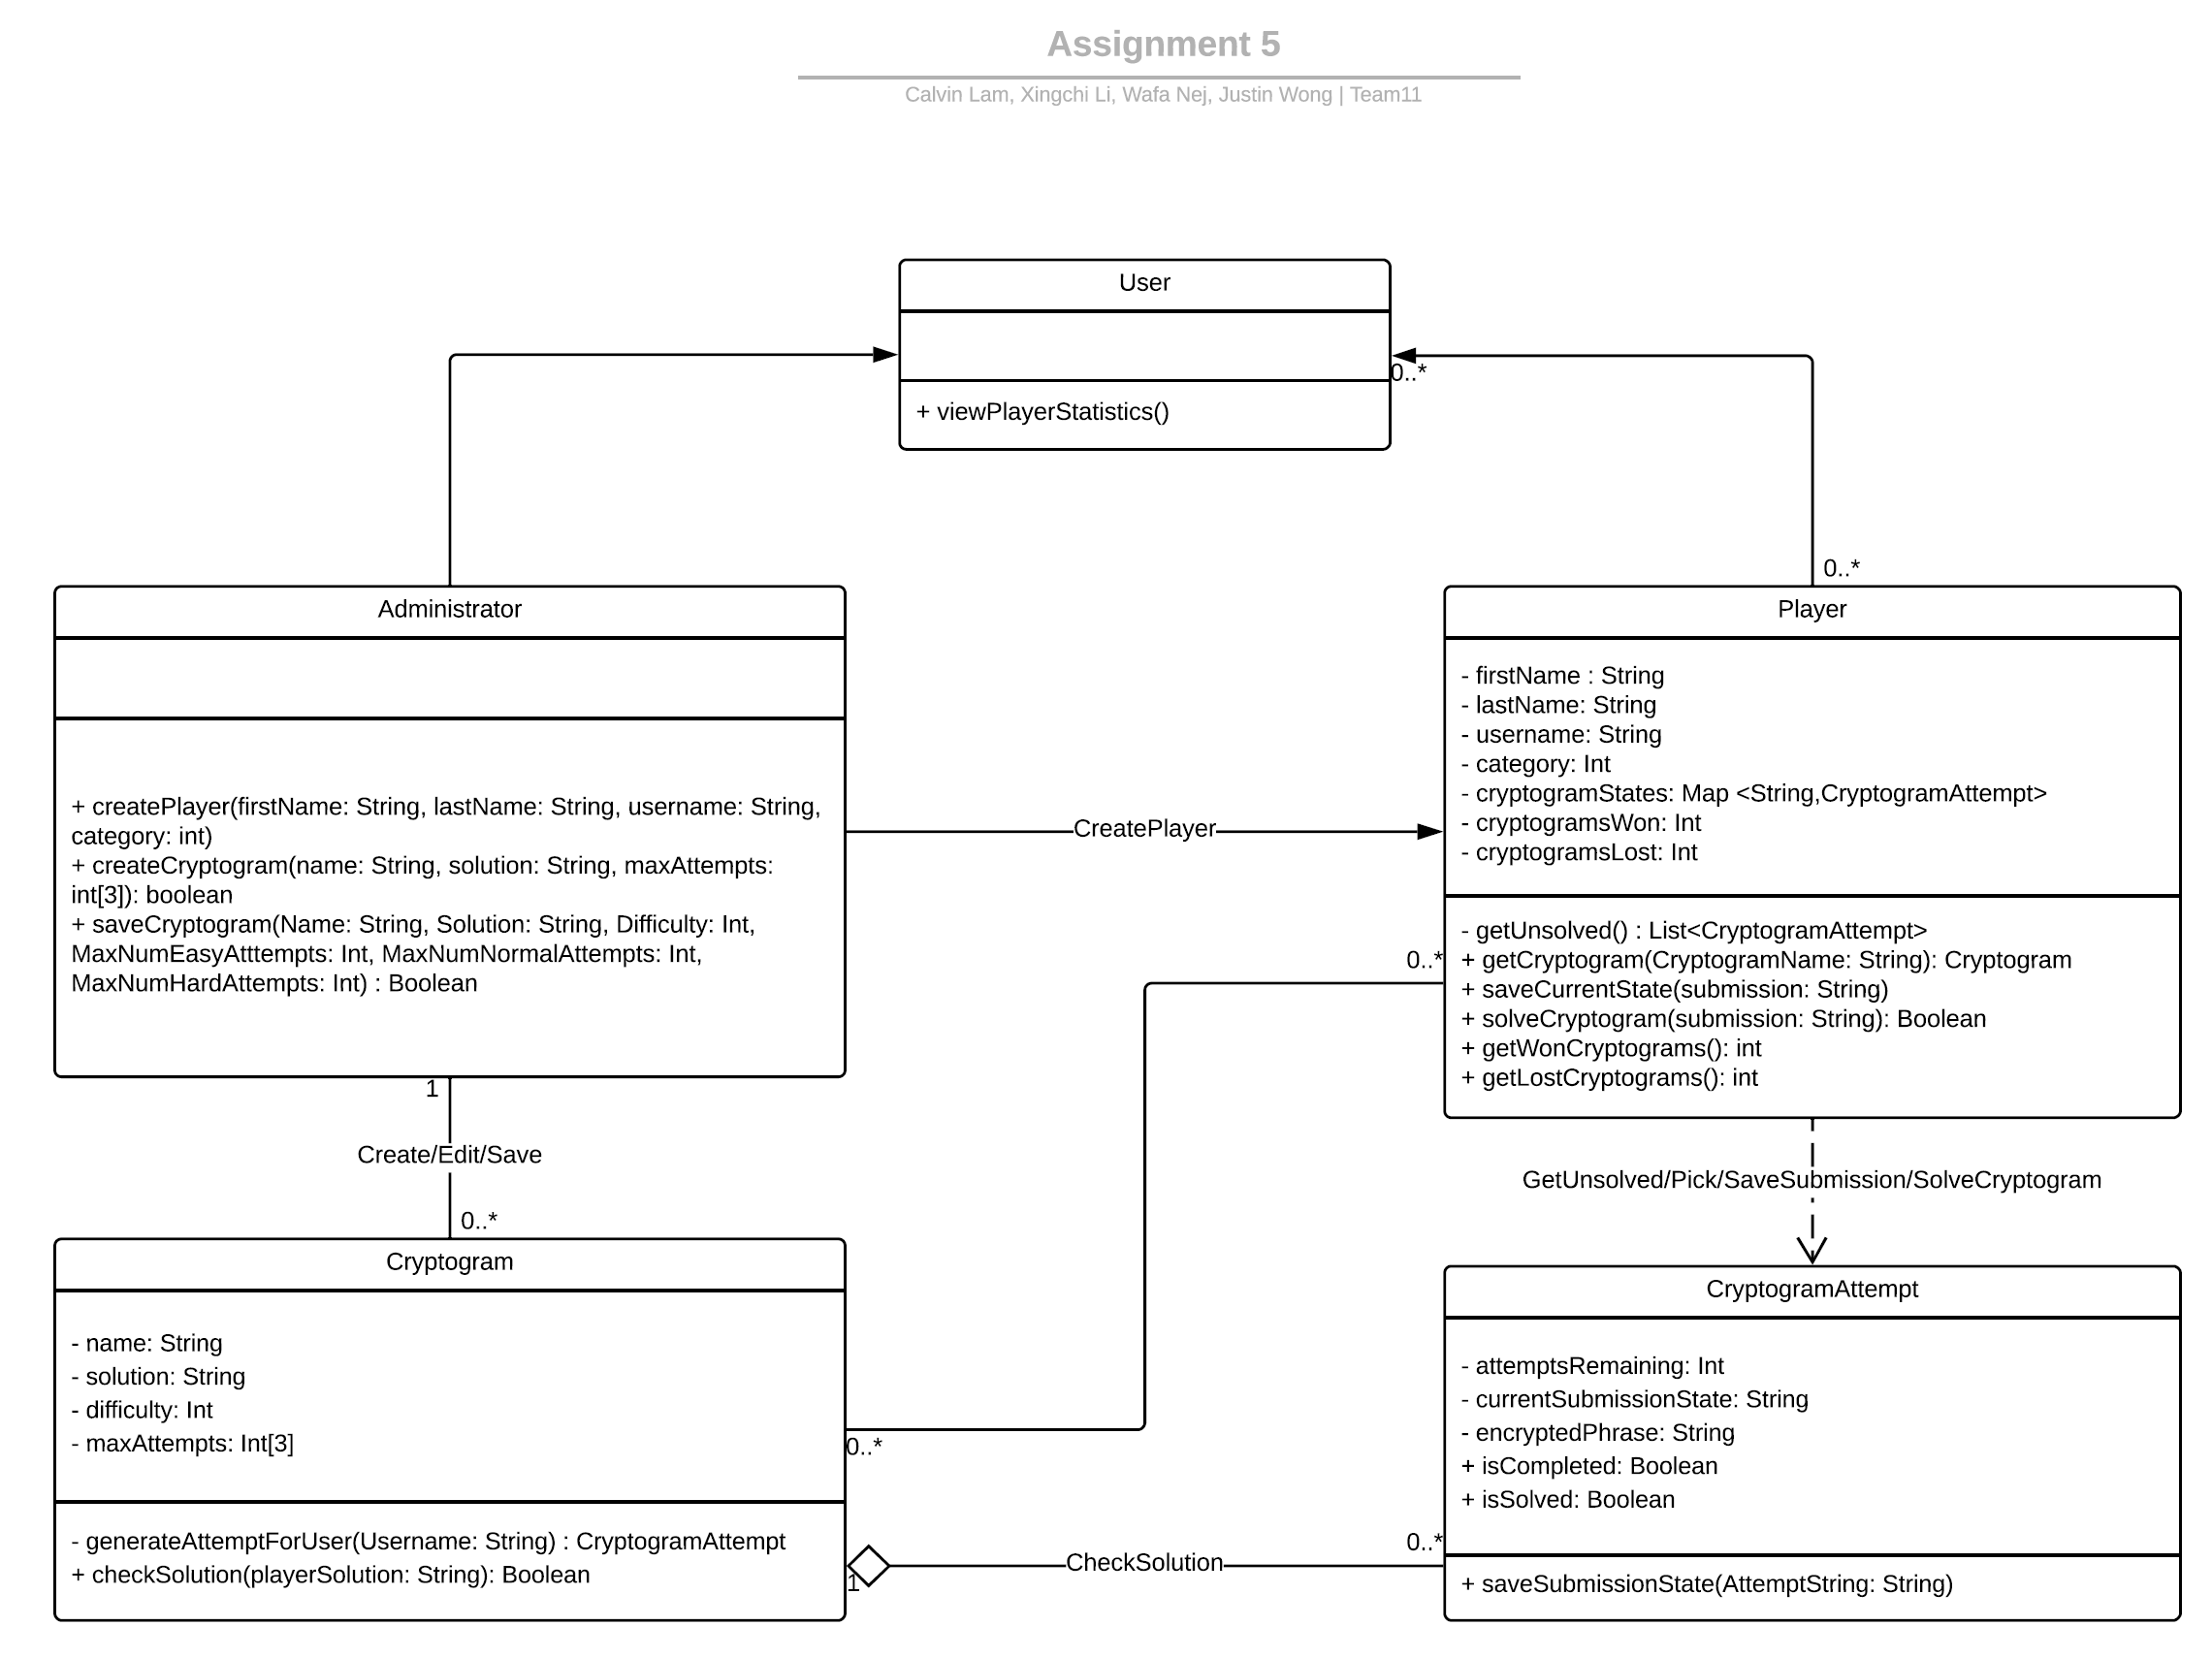 Assignment 5
Calvin Lam, Xingchi Li, Wafa Nej, Justin Wong | Team11
User
+ viewPlayerStatistics()
0..*
0..*
Administrator
+ createPlayer(firstName: String, lastName: String, username: String,
category: int)
+ createCryptogram(name: String, solution: String, maxAttempts:
int[3]): boolean
+ saveCryptogram(Name: String, Solution: String, Difficulty: Int,
MaxNumEasyAtttempts: Int, MaxNumNormalAttempts: Int,
MaxNumHardAttempts: Int) : Boolean
CreatePlayer
Player
- firstName : String
- lastName: String
- username: String
- category: Int
- cryptogramStates: Map <String,CryptogramAttempt>
- cryptogramsWon: Int
- cryptogramsLost: Int
- getUnsolved() : List<CryptogramAttempt>
+ getCryptogram(CryptogramName: String): Cryptogram
+ saveCurrentState(submission: String)
+ solveCryptogram(submission: String): Boolean
+ getWonCryptograms(): int
+ getLostCryptograms(): int
0..*
1
Create/Edit/Save
0..*
GetUnsolved/Pick/SaveSubmission/SolveCryptogram
Cryptogram
- name: String
- solution: String
- difficulty: Int
- maxAttempts: Int[3]
- generateAttemptForUser(Username: String) : CryptogramAttempt
+ checkSolution(playerSolution: String): Boolean
0..*
1
CheckSolution
0..*
CryptogramAttempt
- attemptsRemaining: Int
- currentSubmissionState: String
- encryptedPhrase: String
+ isCompleted: Boolean
+ isSolved: Boolean
+ saveSubmissionState(AttemptString: String)